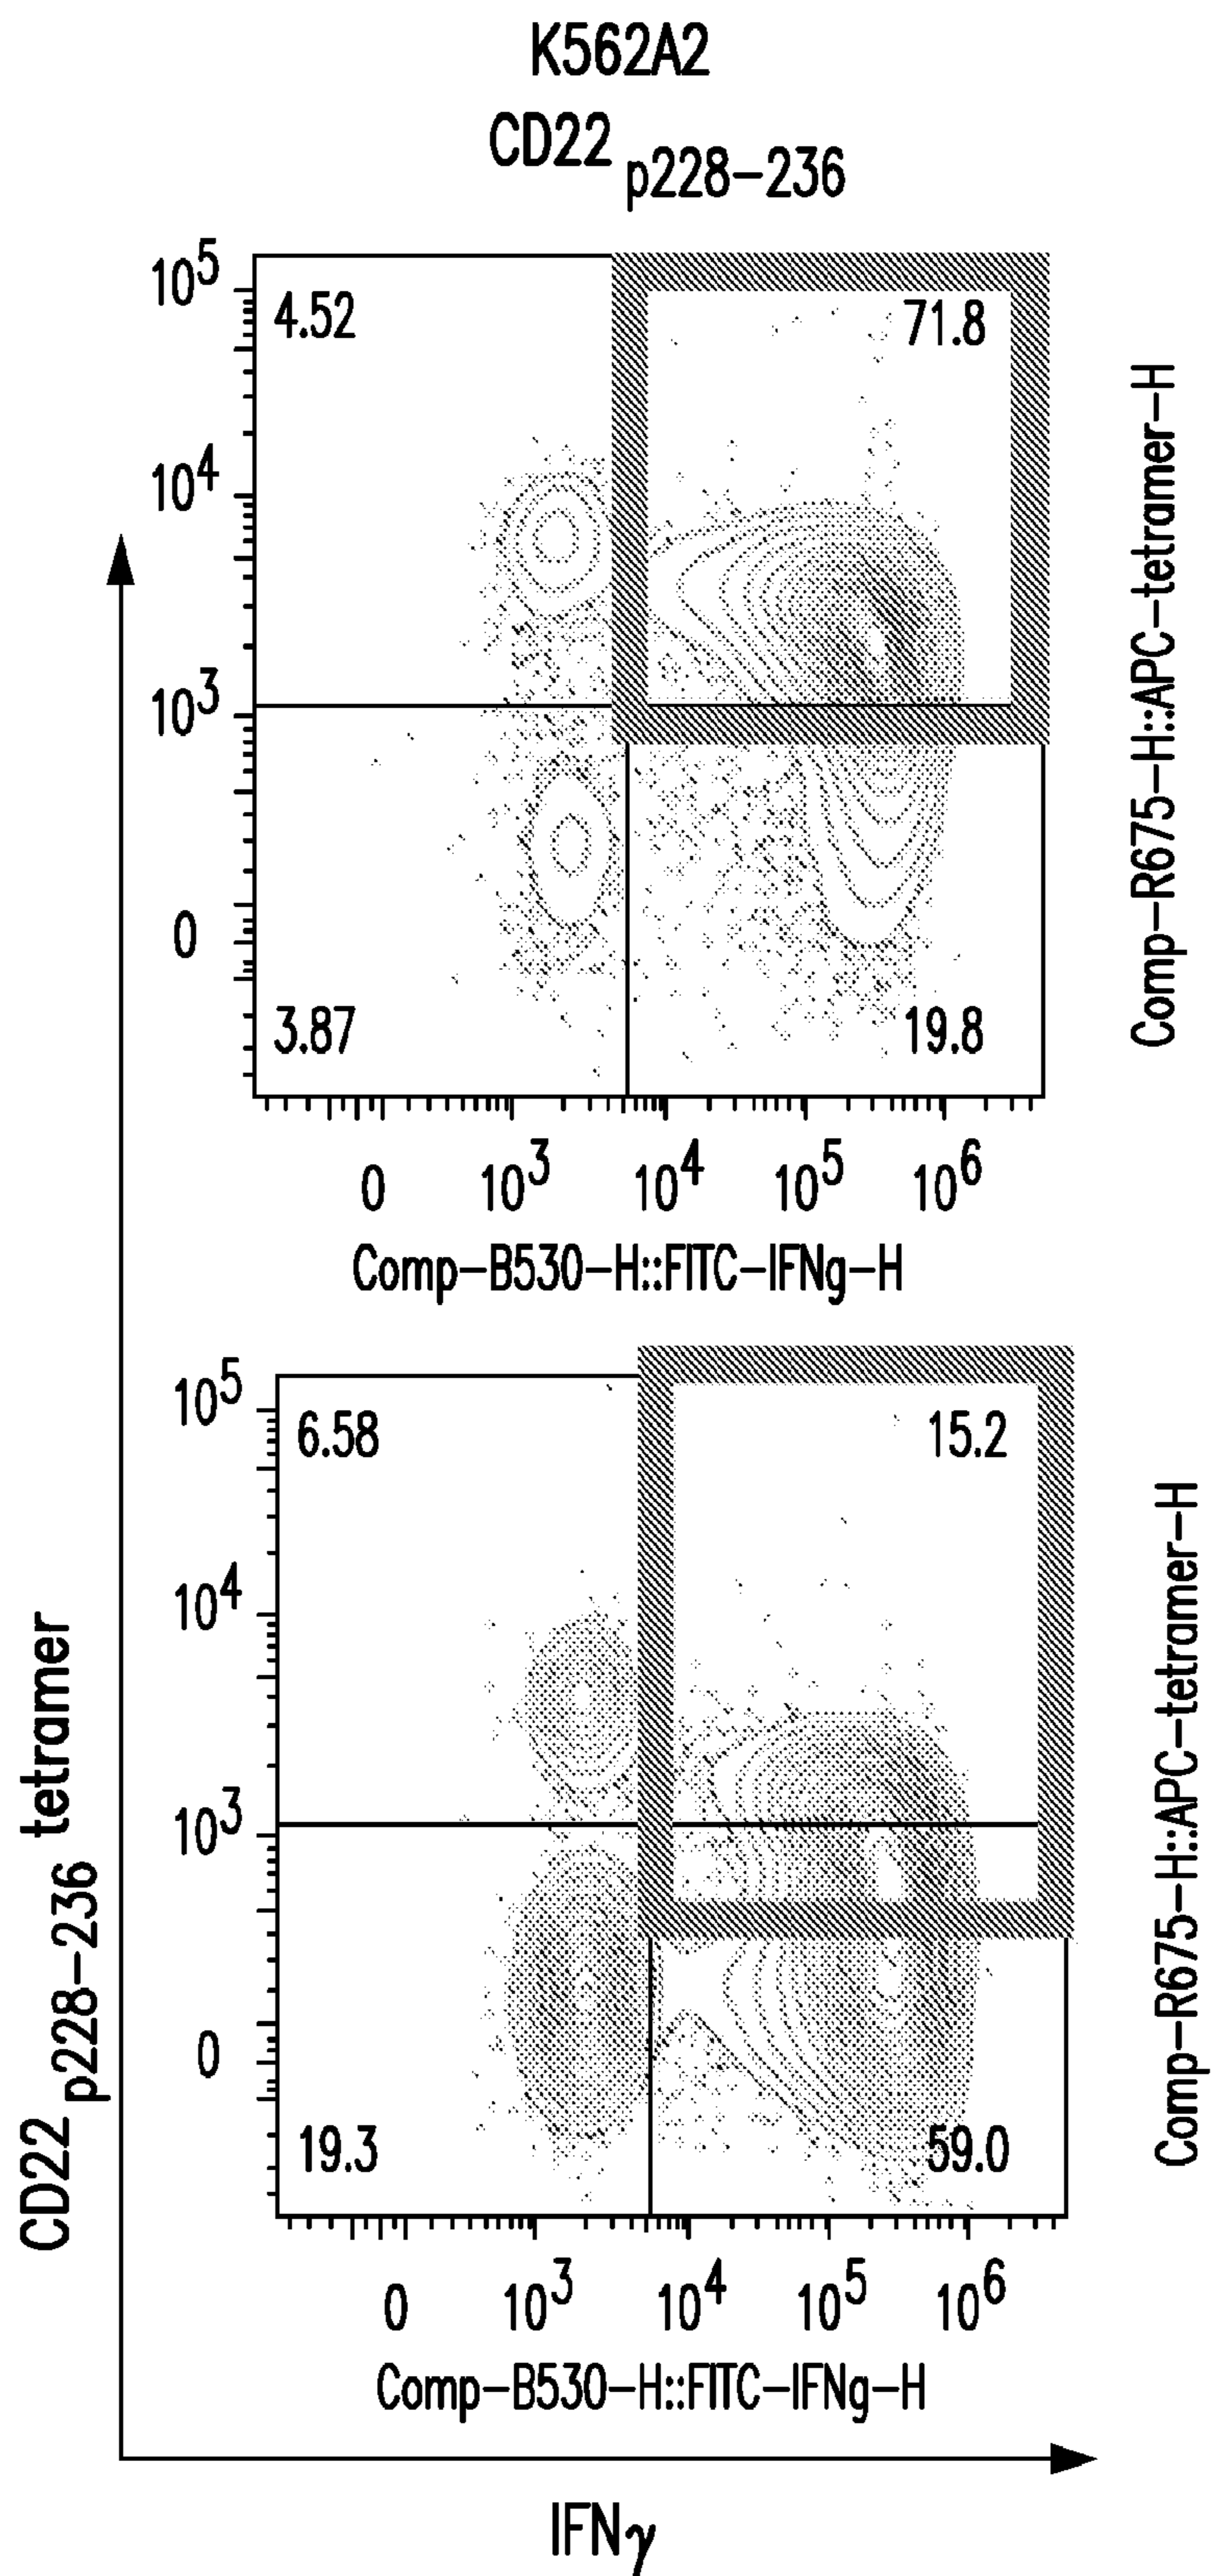 K562A2
CD22 p228-236
10^5
10^4
10^3
0
4.52
71.8
3.87
19.8
0 10^3 10^4 10^5 10^6
Comp-B530-H::FITC-IFNg-H
Comp-R675-H::APC-tetramer-H
10^5
10^4
10^3
0
6.58
15.2
19.3
59.0
0 10^3 10^4 10^5 10^6
Comp-B530-H::FITC-IFNg-H
Comp-R675-H::APC-tetramer-H
CD22 p228-236 tetramer
IFNγ